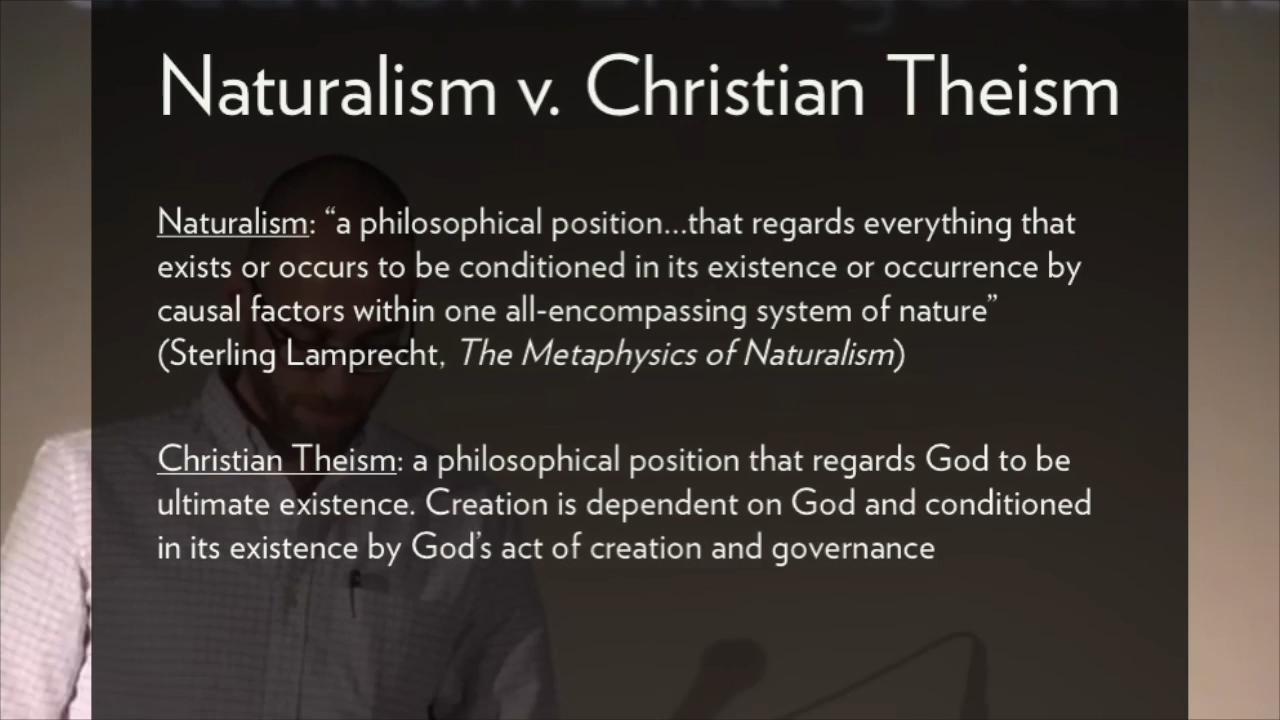 Naturalism v. Christian Theism
Naturalism: “a philosophical position...that regards everything that
exists or occurs to be conditioned in its existence or occurrence by
causal factors within one all-encompassing system of nature”
(Sterling Lamprecht, The Metaphysics of Naturalism)
Christian Theism: a philosophical position that regards God to be
ultimate existence. Creation is dependent on God and conditioned
in its existence by God’s act of creation and governance